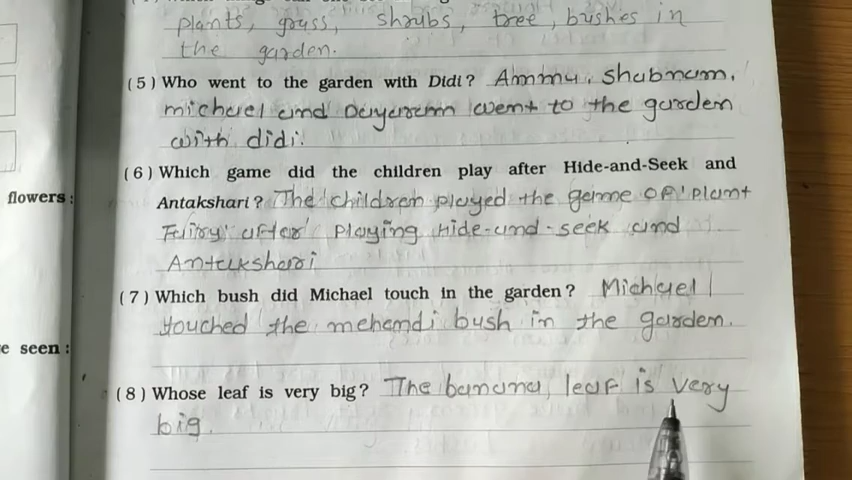 plants, grass, shrubs, tree, bushes in
the garden.
(5) Who went to the garden with Didi? Ammu, shabnam,
michael and Dayaram went to the garden
with didi.
(6) Which game did the children play after Hide-and-Seek and
flowers: Antakshari? The children played the game of 'Plant
Fairy' after playing Hide-and-seek and
Antakshari
(7) Which bush did Michael touch in the garden? Michael
touched the mehandi bush in the garden.
e seen:
(8) Whose leaf is very big? The banana, leaf is very
big.